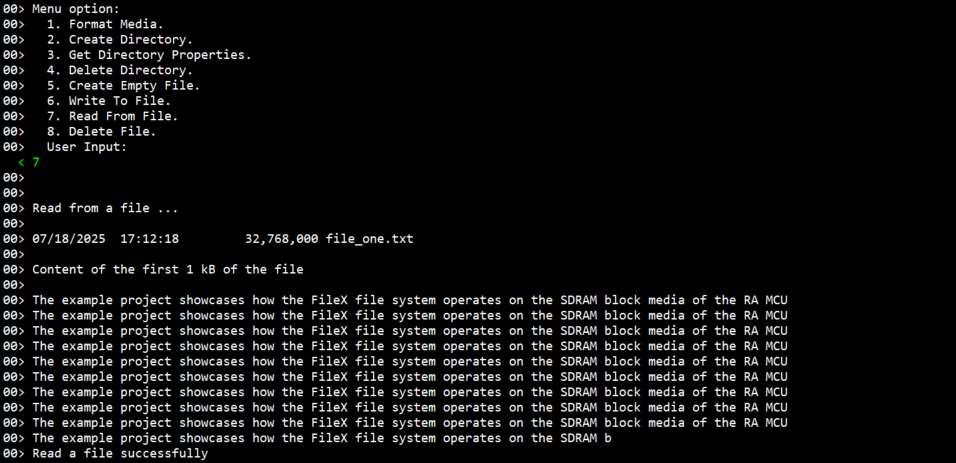 00> Menu option:
00>   1. Format Media.
00>   2. Create Directory.
00>   3. Get Directory Properties.
00>   4. Delete Directory.
00>   5. Create Empty File.
00>   6. Write To File.
00>   7. Read From File.
00>   8. Delete File.
00>   User Input:
< 7
00>
00>
00> Read from a file ...
00>
00> 07/18/2025  17:12:18         32,768,000 file_one.txt
00>
00> Content of the first 1 kB of the file
00>
00> The example project showcases how the FileX file system operates on the SDRAM block media of the RA MCU
00> The example project showcases how the FileX file system operates on the SDRAM block media of the RA MCU
00> The example project showcases how the FileX file system operates on the SDRAM block media of the RA MCU
00> The example project showcases how the FileX file system operates on the SDRAM block media of the RA MCU
00> The example project showcases how the FileX file system operates on the SDRAM block media of the RA MCU
00> The example project showcases how the FileX file system operates on the SDRAM block media of the RA MCU
00> The example project showcases how the FileX file system operates on the SDRAM block media of the RA MCU
00> The example project showcases how the FileX file system operates on the SDRAM block media of the RA MCU
00> The example project showcases how the FileX file system operates on the SDRAM block media of the RA MCU
00> The example project showcases how the FileX file system operates on the SDRAM b
00> Read a file successfully